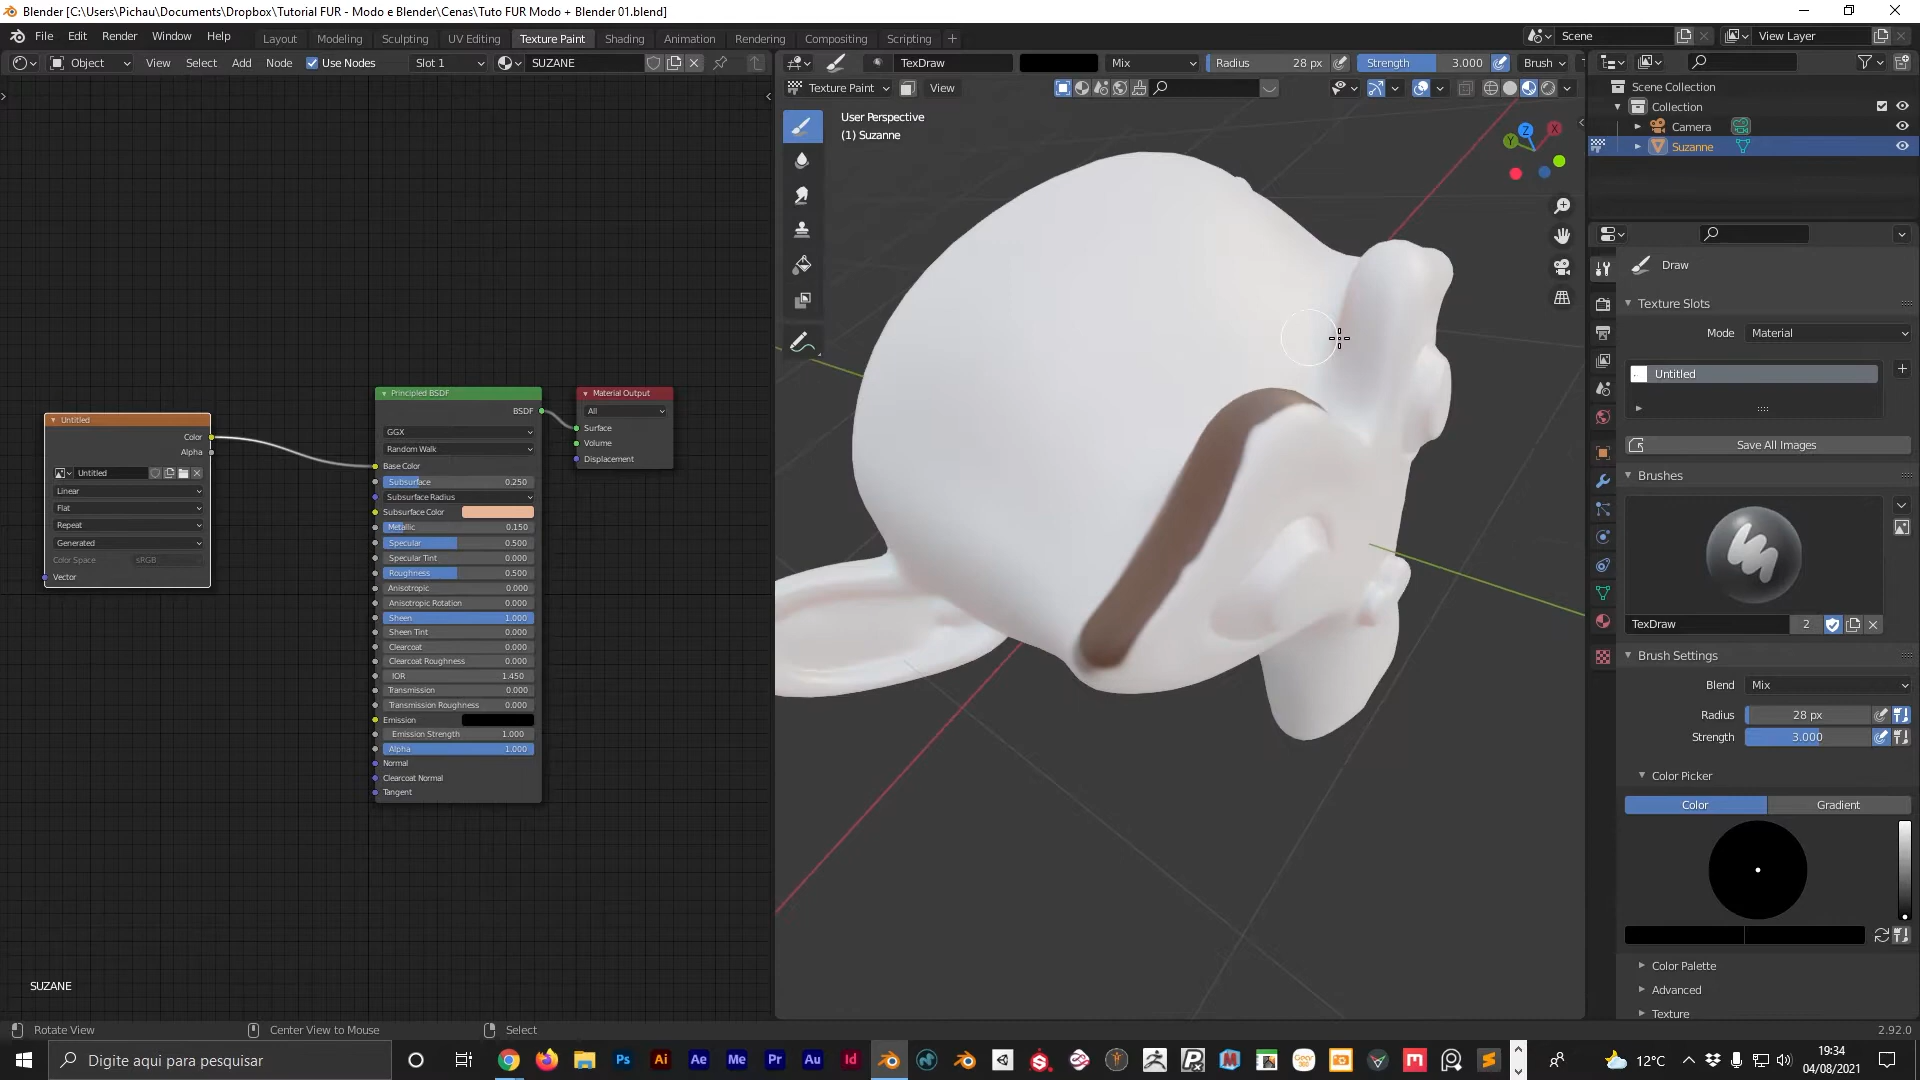 Blender [C:\Users\Pichau\Documents\Dropbox\Tutorial FUR - Modo e Blender\Cenas\Tuto FUR Modo + Blender 01.blend]
File Edit Render Window Help Layout Modeling Sculpting UV Editing Texture Paint Shading Animation Rendering Compositing Scripting Scene View Layer
Object View Select Add Node Use Nodes Slot 1 SUZANE TexDraw Mix Radius 28 px Strength 3.000 Brush
Texture Paint View
User Perspective
(1) Suzanne
Z X Y
Scene Collection
Collection
Camera
Suzanne
Draw
Texture Slots
Mode Material
Untitled
Save All Images
Brushes
TexDraw 2
Brush Settings
Blend Mix
Radius 28 px
Strength 3.000
Color Picker
Color Gradient
Color Palette
Advanced
Texture
Untitled
Color
Alpha
Untitled
Linear
Flat
Repeat
Generated
Color Space sRGB
Vector
Principled BSDF
BSDF
GGX
Random Walk
Base Color
Subsurface 0.250
Subsurface Radius
Subsurface Color
Metallic 0.150
Specular 0.500
Specular Tint 0.000
Roughness 0.500
Anisotropic 0.000
Anisotropic Rotation 0.000
Sheen 1.000
Sheen Tint 0.000
Clearcoat 0.000
Clearcoat Roughness 0.000
IOR 1.450
Transmission 0.000
Transmission Roughness 0.000
Emission
Emission Strength 1.000
Alpha 1.000
Normal
Clearcoat Normal
Tangent
Material Output
All
Surface
Volume
Displacement
SUZANE
Rotate View Center View to Mouse Select 2.92.0
Digite aqui para pesquisar Ps Ai Ae Me Pr Au Id 12°C 19:34
04/08/2021